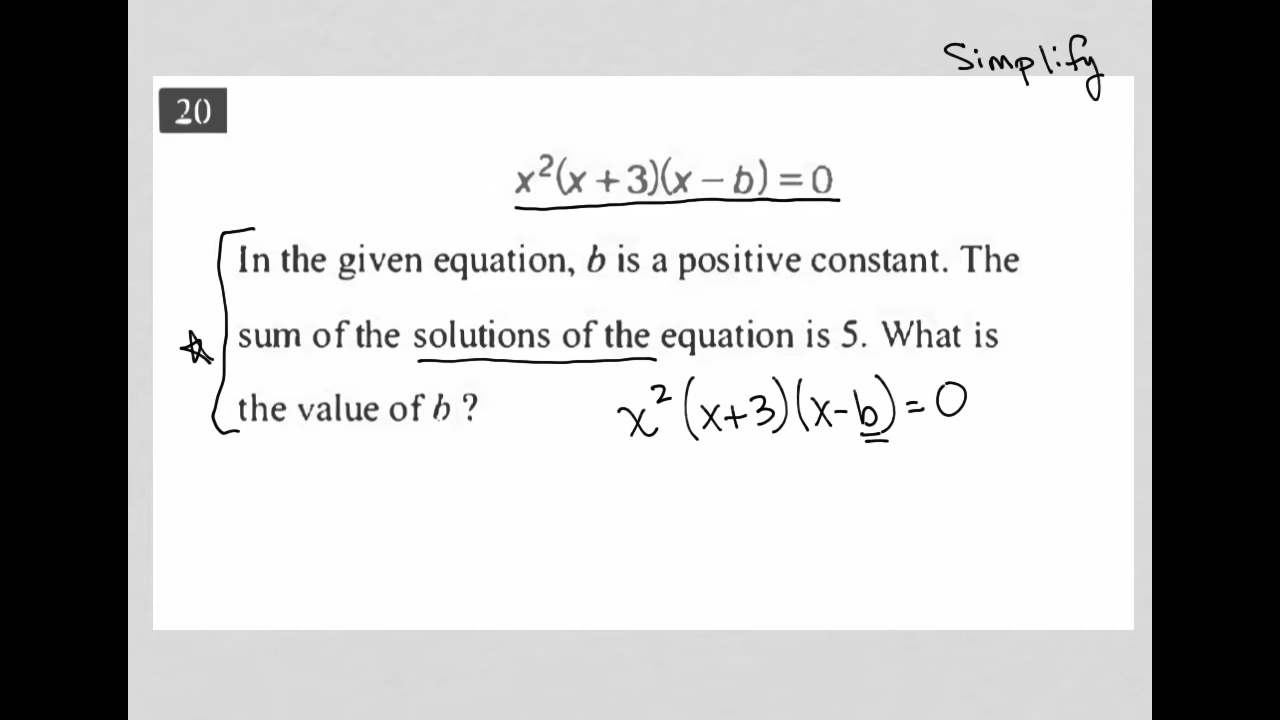 Simplify
20
x²(x + 3)(x − b) = 0
In the given equation, b is a positive constant. The
sum of the solutions of the equation is 5. What is
the value of b ?
x²(x+3)(x-b) = 0